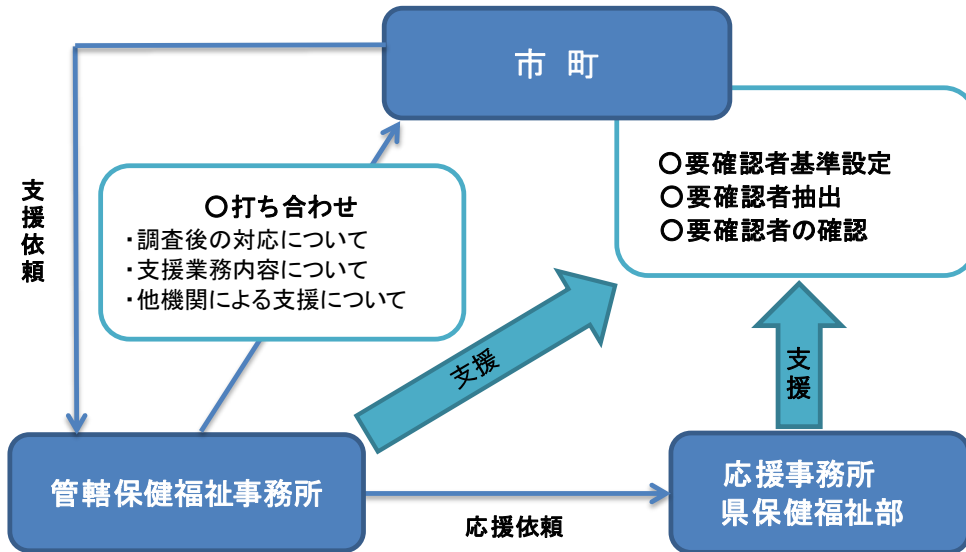 市 町
支援依頼
〇打ち合わせ
・調査後の対応について
・支援業務内容について
・他機関による支援について
〇要確認者基準設定
〇要確認者抽出
〇要確認者の確認
支援
支援
管轄保健福祉事務所
応援依頼
応援事務所
県保健福祉部